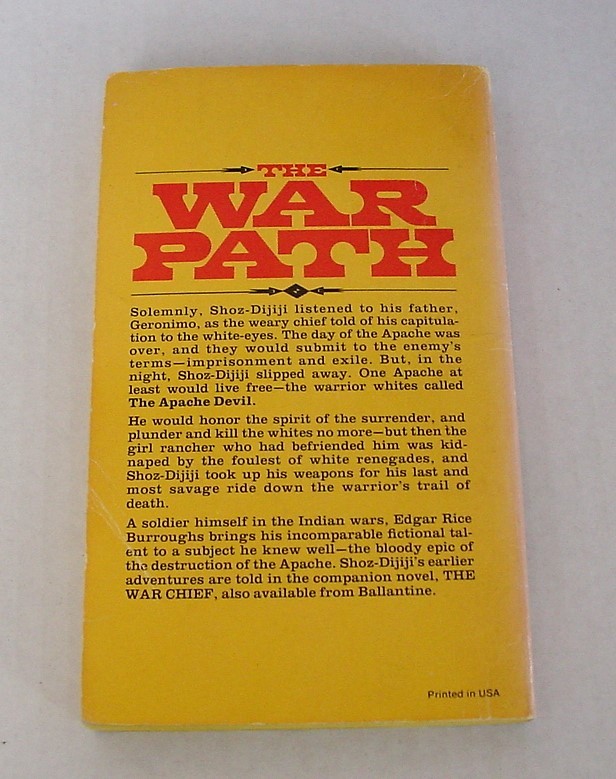 THE
WAR
PATH
Solemnly, Shoz-Dijiji listened to his father,
Geronimo, as the weary chief told of his capitula-
tion to the white-eyes. The day of the Apache was
over, and they would submit to the enemy's
terms—imprisonment and exile. But, in the
night, Shoz-Dijiji slipped away. One Apache at
least would live free—the warrior whites called
The Apache Devil.
He would honor the spirit of the surrender, and
plunder and kill the whites no more—but then the
girl rancher who had befriended him was kid-
naped by the foulest of white renegades, and
Shoz-Dijiji took up his weapons for his last and
most savage ride down the warrior's trail of
death.
A soldier himself in the Indian wars, Edgar Rice
Burroughs brings his incomparable fictional tal-
ent to a subject he knew well—the bloody epic of
the destruction of the Apache. Shoz-Dijiji's earlier
adventures are told in the companion novel, THE
WAR CHIEF, also available from Ballantine.
Printed in USA